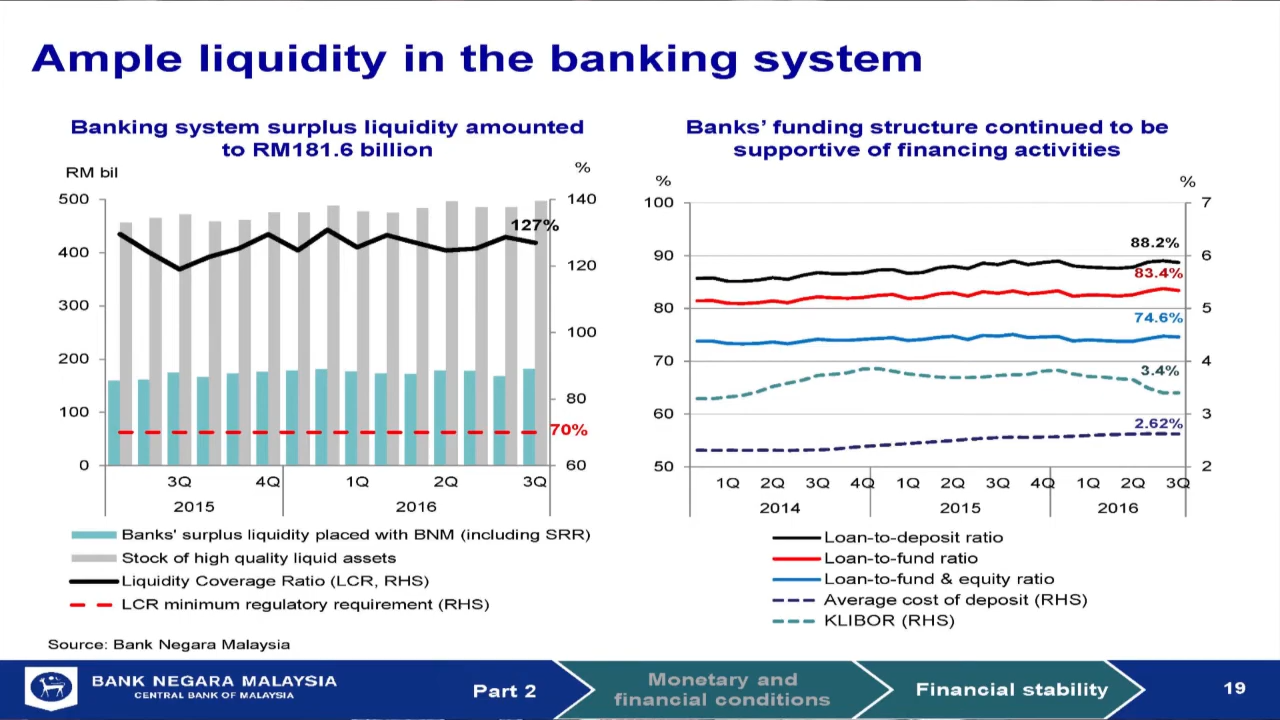 Ample liquidity in the banking system
Banking system surplus liquidity amounted
to RM181.6 billion
RM bil
%
500
400
300
200
100
0
140
120
100
80
60
127%
70%
3Q
4Q
1Q
2Q
3Q
2015
2016
Banks' surplus liquidity placed with BNM (including SRR)
Stock of high quality liquid assets
Liquidity Coverage Ratio (LCR, RHS)
LCR minimum regulatory requirement (RHS)
Source: Bank Negara Malaysia
Banks’ funding structure continued to be
supportive of financing activities
%
%
100
90
80
70
60
50
7
6
5
4
3
2
88.2%
83.4%
74.6%
3.4%
2.62%
1Q 2Q 3Q 4Q 1Q 2Q 3Q 4Q 1Q 2Q 3Q
2014
2015
2016
Loan-to-deposit ratio
Loan-to-fund ratio
Loan-to-fund & equity ratio
Average cost of deposit (RHS)
KLIBOR (RHS)
BANK NEGARA MALAYSIA
CENTRAL BANK OF MALAYSIA
Part 2
Monetary and
financial conditions
Financial stability
19